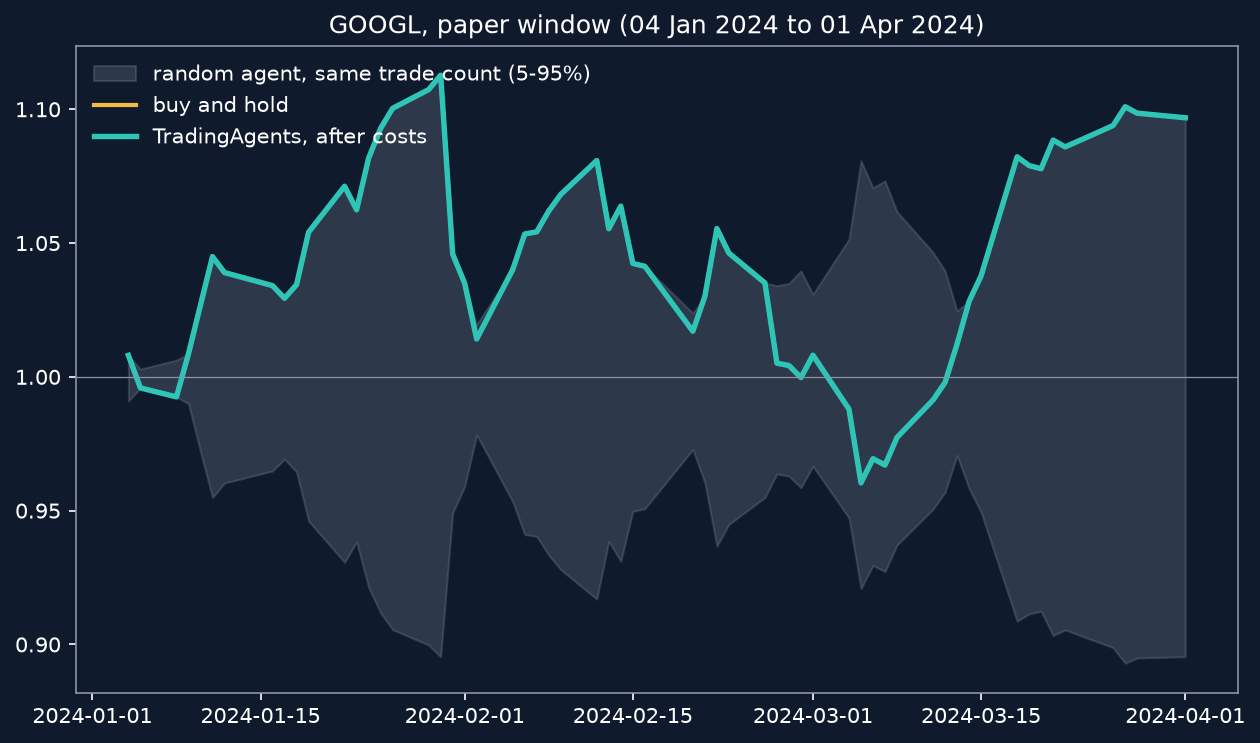 GOOGL, paper window (04 Jan 2024 to 01 Apr 2024)
random agent, same trade count (5-95%)
buy and hold
TradingAgents, after costs
1.10
1.05
1.00
0.95
0.90
2024-01-01 2024-01-15 2024-02-01 2024-02-15 2024-03-01 2024-03-15 2024-04-01